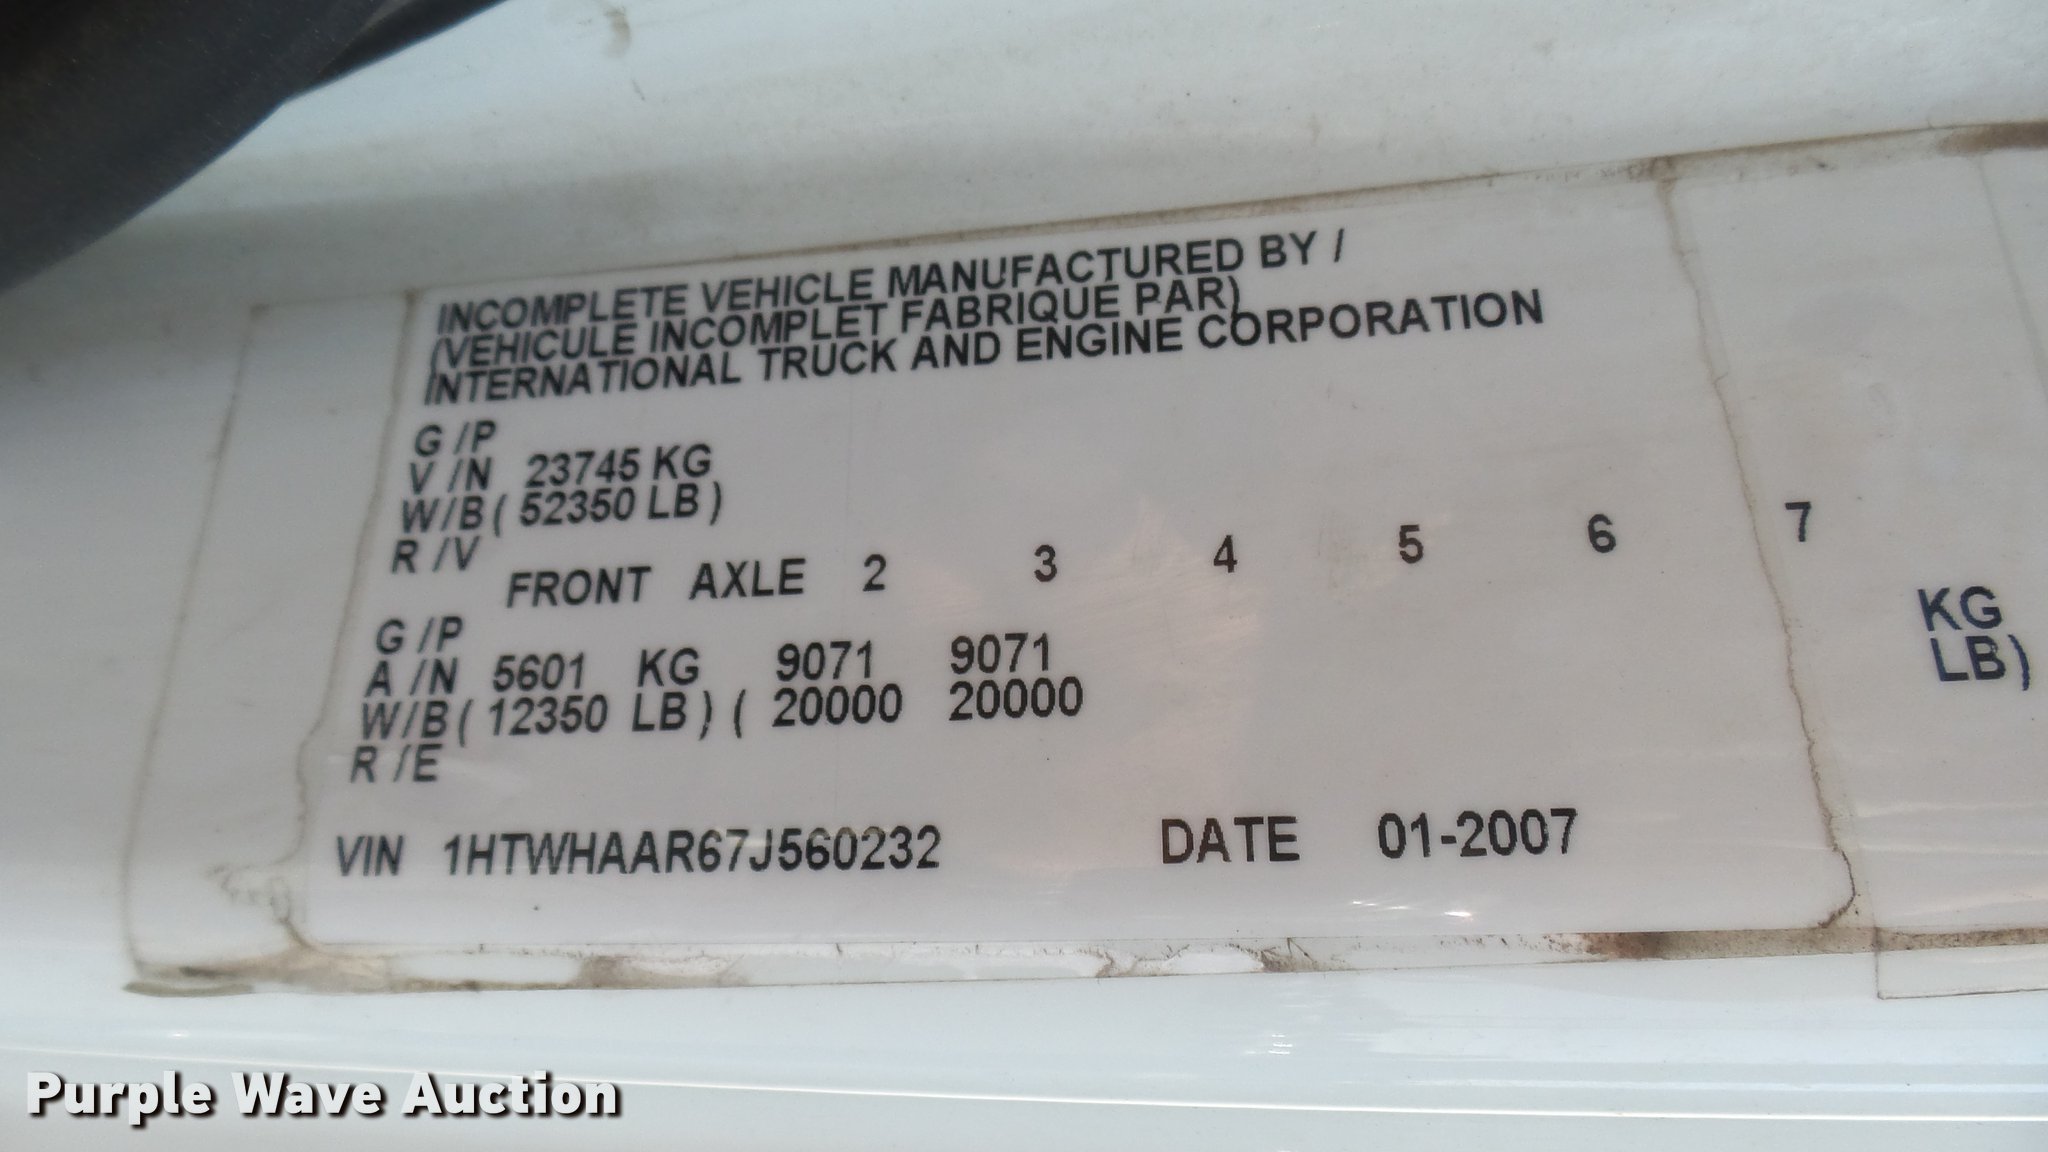 INCOMPLETE VEHICLE MANUFACTURED BY /
(VEHICULE INCOMPLET FABRIQUE PAR)
INTERNATIONAL TRUCK AND ENGINE CORPORATION
G /P
V /N 23745 KG
W/B ( 52350 LB )
R /V
FRONT AXLE 2 3 4 5 6 7
G /P
A /N 5601 KG 9071 9071 KG
W/B ( 12350 LB ) ( 20000 20000 LB)
R /E
VIN 1HTWHAAR67J560232 DATE 01-2007
Purple Wave Auction